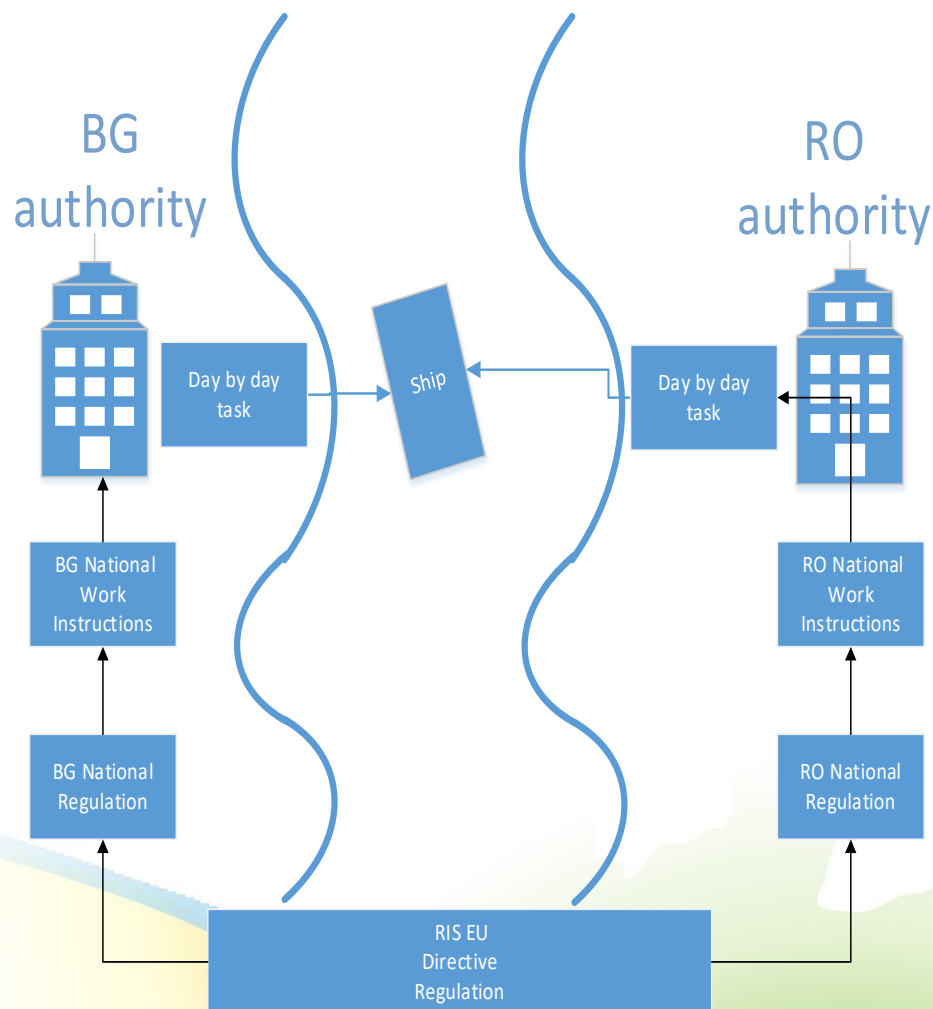 BG
authority
RO
authority
Day by day
task
Ship
Day by day
task
BG National
Work
Instructions
RO National
Work
Instructions
BG National
Regulation
RO National
Regulation
RIS EU
Directive
Regulation